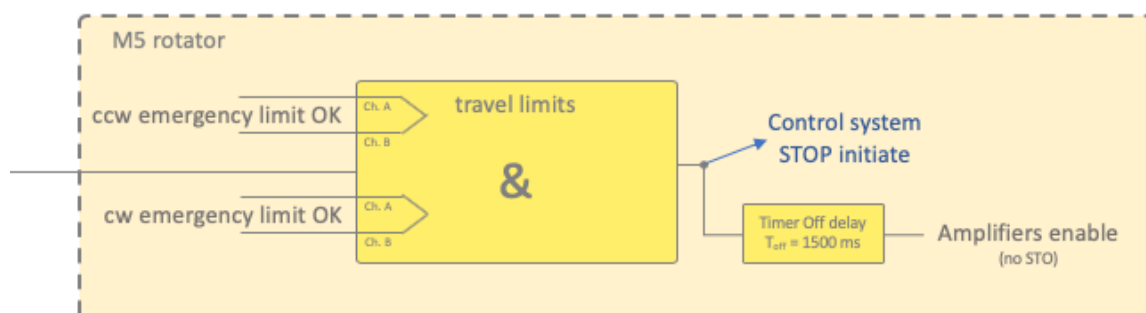 M5 rotator
travel limits
ccw emergency limit OK
Ch. A
Ch. B
&
cw emergency limit OK
Ch. A
Ch. B
Control system
STOP initiate
Timer Off delay
Toff = 1500 ms
Amplifiers enable
(no STO)